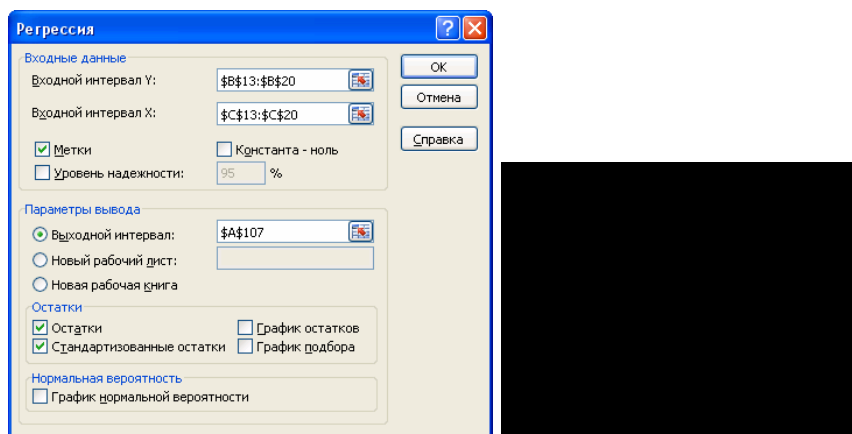 Регрессия
Входные данные
Входной интервал Y: $B$13:$B$20
Входной интервал X: $C$13:$C$20
Метки Константа - ноль
Уровень надежности: 95 %
OK
Отмена
Справка
Параметры вывода
Выходной интервал: $A$107
Новый рабочий лист:
Новая рабочая книга
Остатки
Остатки График остатков
Стандартизованные остатки График подбора
Нормальная вероятность
График нормальной вероятности